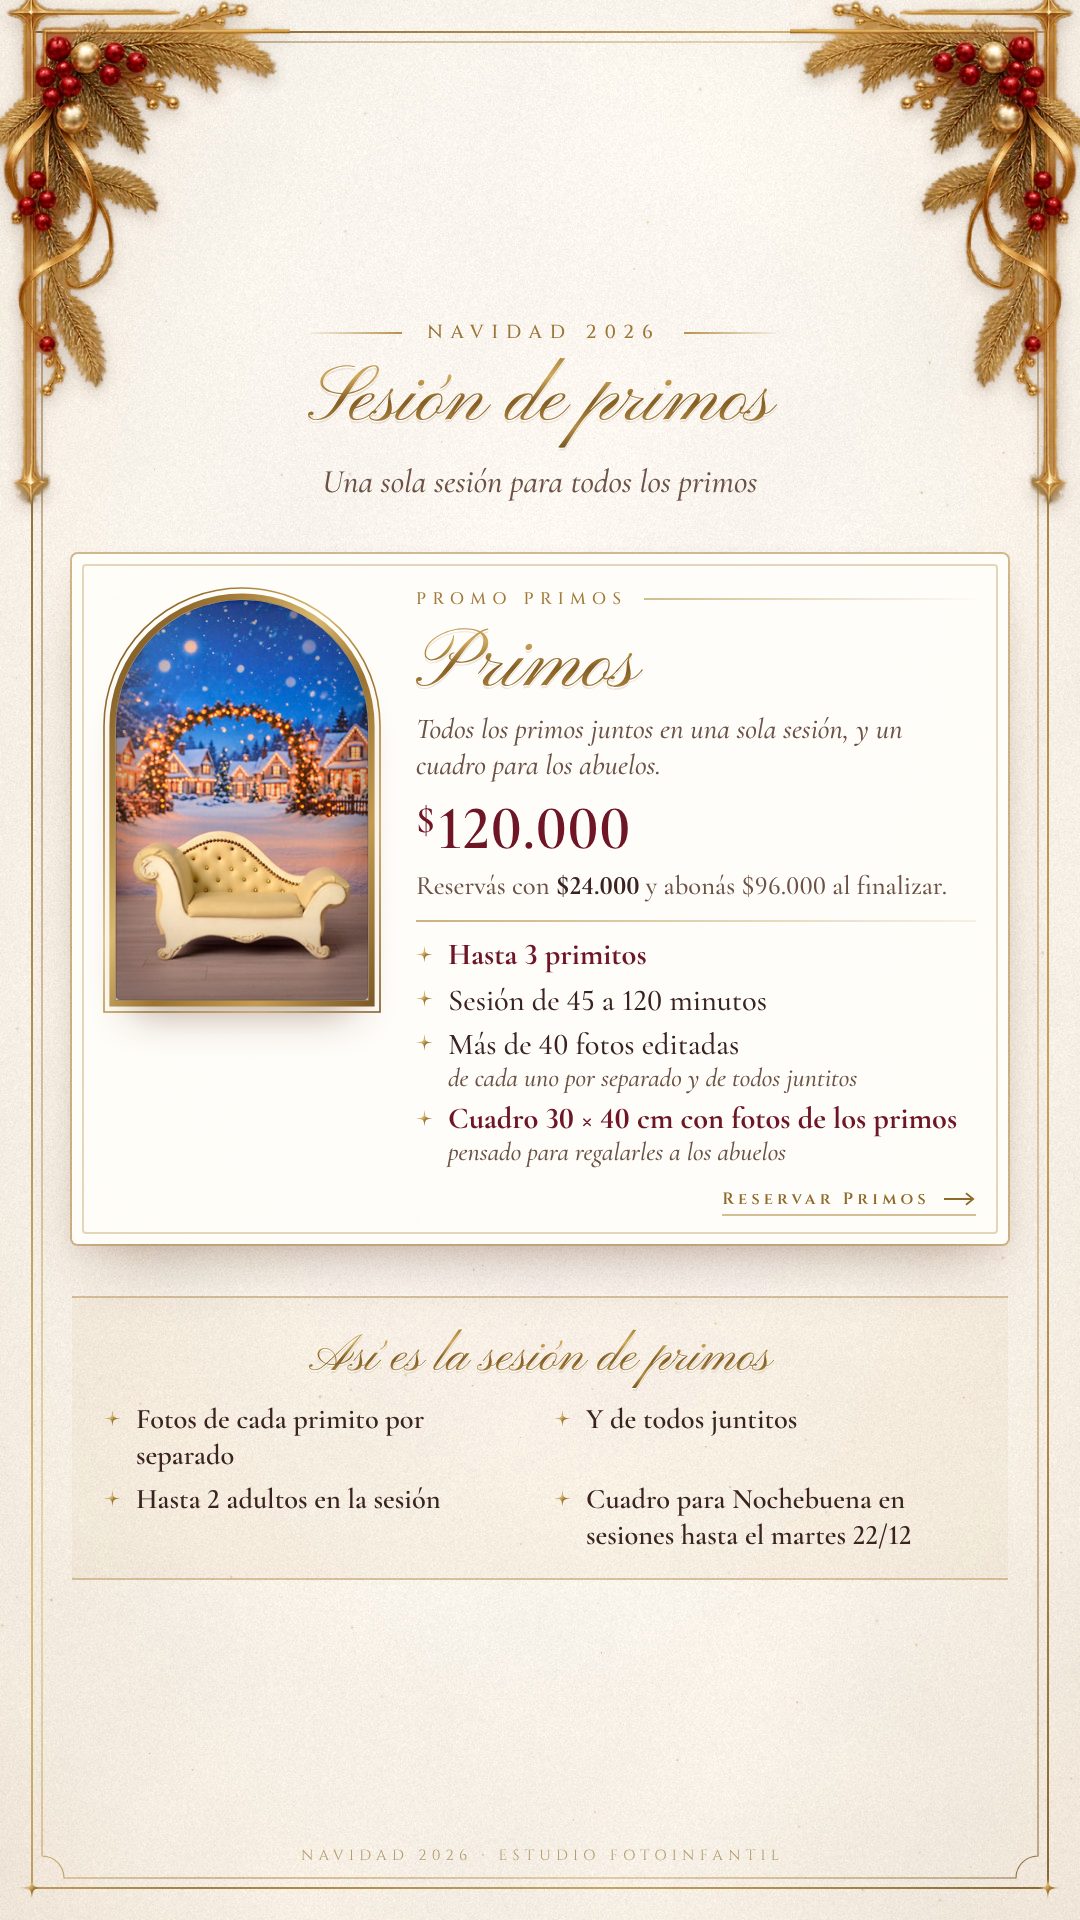 NAVIDAD 2026
Sesión de primos
Una sola sesión para todos los primos
PROMO PRIMOS
Primos
Todos los primos juntos en una sola sesión, y un
cuadro para los abuelos.
$120.000
Reservás con $24.000 y abonás $96.000 al finalizar.
Hasta 3 primitos
Sesión de 45 a 120 minutos
Más de 40 fotos editadas
de cada uno por separado y de todos juntitos
Cuadro 30 × 40 cm con fotos de los primos
pensado para regalarles a los abuelos
Reservar Primos →
Así es la sesión de primos
Fotos de cada primito por
separado
Y de todos juntitos
Hasta 2 adultos en la sesión
Cuadro para Nochebuena en
sesiones hasta el martes 22/12
NAVIDAD 2026 · ESTUDIO FOTOINFANTIL